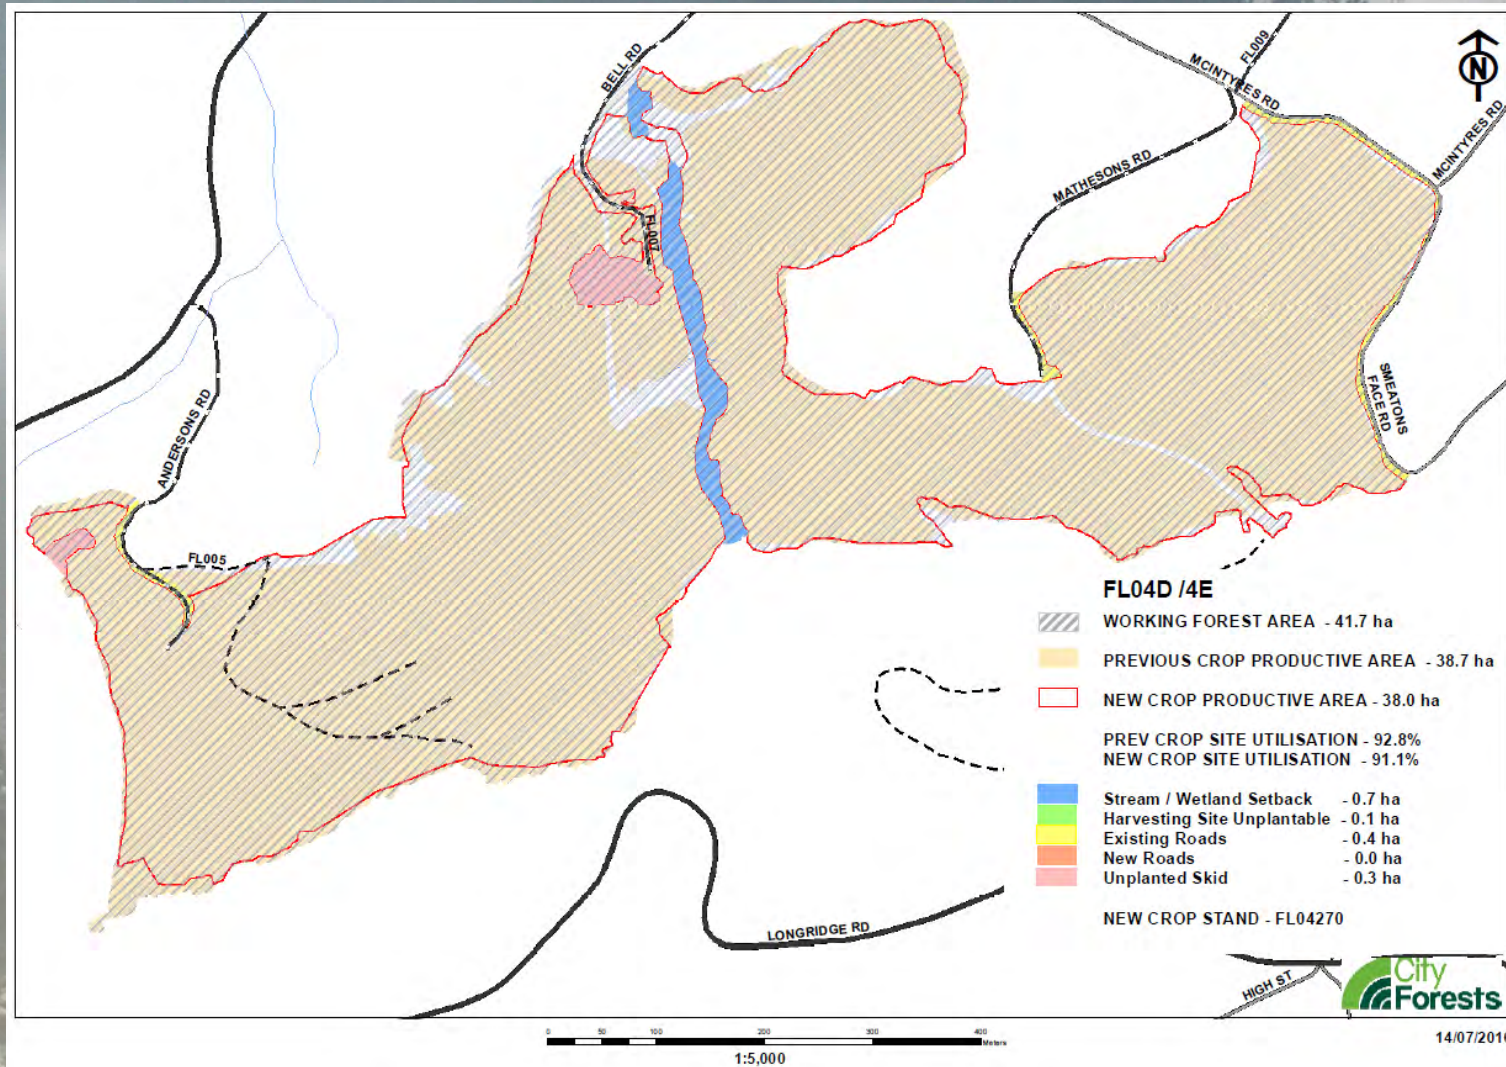 BELL RD
FL009
MCINTYRES RD
N
MCINTYRES RD
MATHESONS RD
FL007
SMEATONS
FACE RD
ANDERSONS RD
FL005
FL04D /4E
WORKING FOREST AREA - 41.7 ha
PREVIOUS CROP PRODUCTIVE AREA - 38.7 ha
NEW CROP PRODUCTIVE AREA - 38.0 ha
PREV CROP SITE UTILISATION - 92.8%
NEW CROP SITE UTILISATION - 91.1%
Stream / Wetland Setback - 0.7 ha
Harvesting Site Unplantable - 0.1 ha
Existing Roads - 0.4 ha
New Roads - 0.0 ha
Unplanted Skid - 0.3 ha
NEW CROP STAND - FL04270
LONGRIDGE RD
HIGH ST
City
Forests
0 50 100 200 300 400
Meters
1:5,000